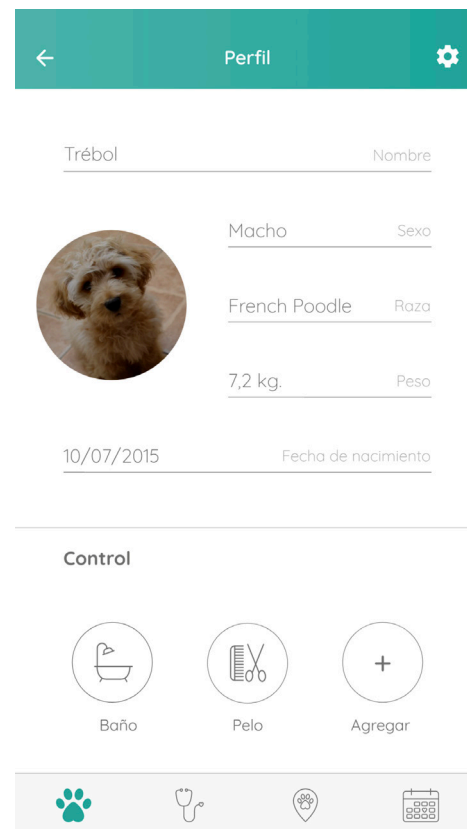 Perfil
Trébol Nombre
Macho Sexo
French Poodle Raza
7,2 kg. Peso
10/07/2015 Fecha de nacimiento
Control
Baño Pelo Agregar